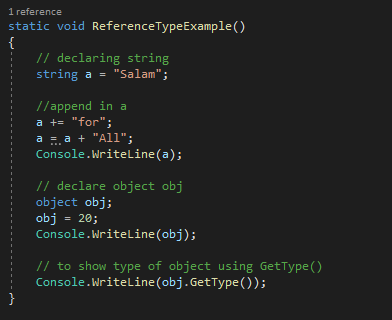 1 reference
static void ReferenceTypeExample()
{
// declaring string
string a = "Salam";
//append in a
a += "for";
a = a + "All";
Console.WriteLine(a);
// declare object obj
object obj;
obj = 20;
Console.WriteLine(obj);
// to show type of object using GetType()
Console.WriteLine(obj.GetType());
}